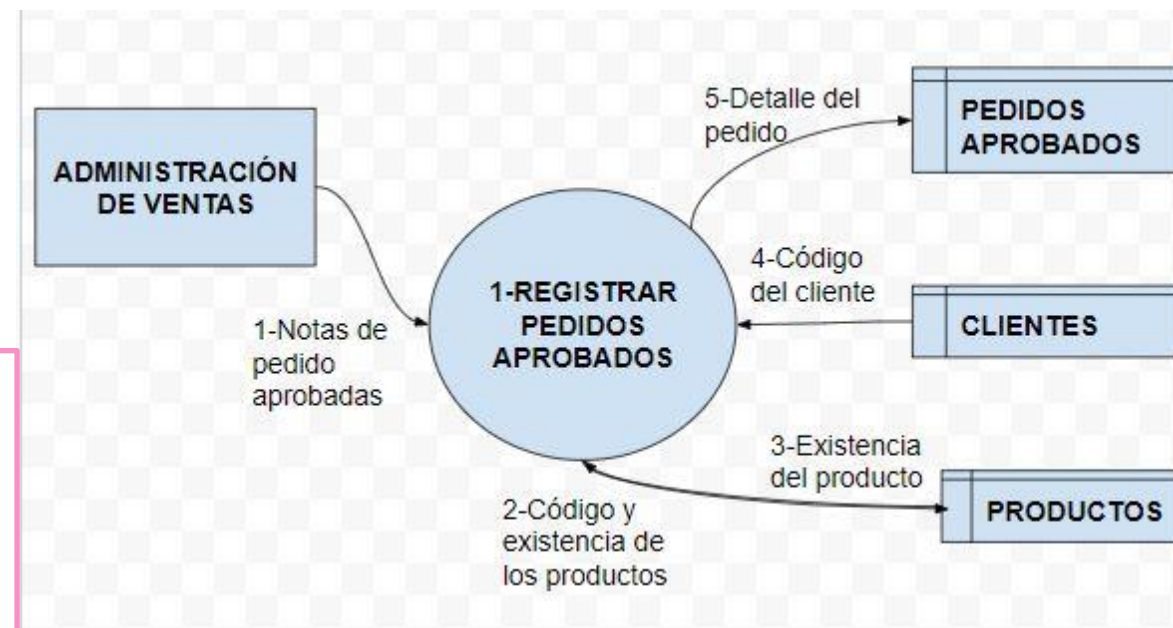 ADMINISTRACIÓN
DE VENTAS
1-Notas de
pedido
aprobadas
1-REGISTRAR
PEDIDOS
APROBADOS
5-Detalle del
pedido
PEDIDOS
APROBADOS
4-Código
del cliente
CLIENTES
3-Existencia
del producto
PRODUCTOS
2-Código y
existencia de
los productos